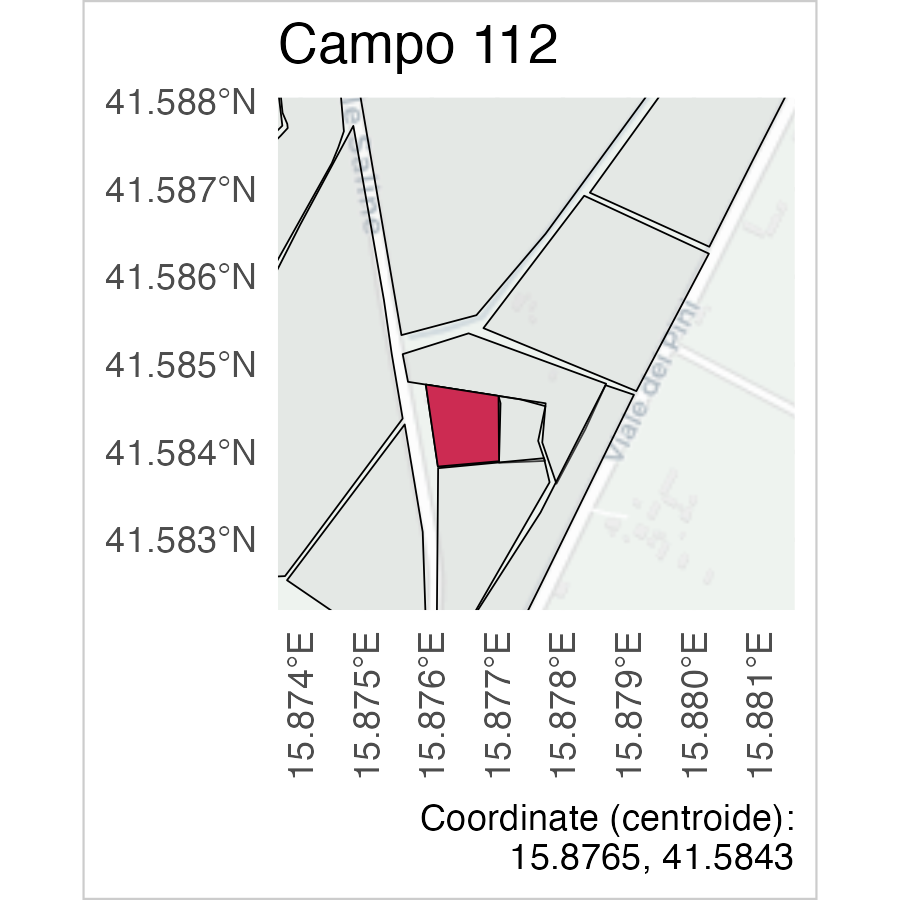 Campo 112
41.588°N
41.587°N
41.586°N
41.585°N
41.584°N
41.583°N
le Saline
Viale dei Pini
15.874°E
15.875°E
15.876°E
15.877°E
15.878°E
15.879°E
15.880°E
15.881°E
Coordinate (centroide):
15.8765, 41.5843